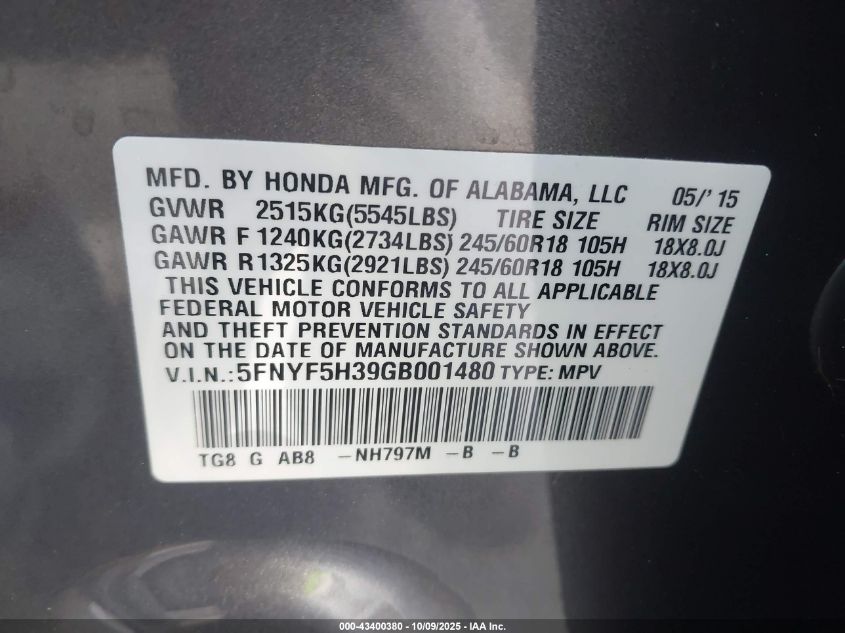 MFD. BY HONDA MFG. OF ALABAMA, LLC 05/' 15
GVWR 2515KG(5545LBS) TIRE SIZE RIM SIZE
GAWR F 1240KG(2734LBS) 245/60R18 105H 18X8.0J
GAWR R1325KG(2921LBS) 245/60R18 105H 18X8.0J
THIS VEHICLE CONFORMS TO ALL APPLICABLE
FEDERAL MOTOR VEHICLE SAFETY
AND THEFT PREVENTION STANDARDS IN EFFECT
ON THE DATE OF MANUFACTURE SHOWN ABOVE.
V.I.N.:5FNYF5H39GB001480 TYPE: MPV
TG8 G AB8 -NH797M -B -B
000-43400380 - 10/09/2025 - IAA Inc.